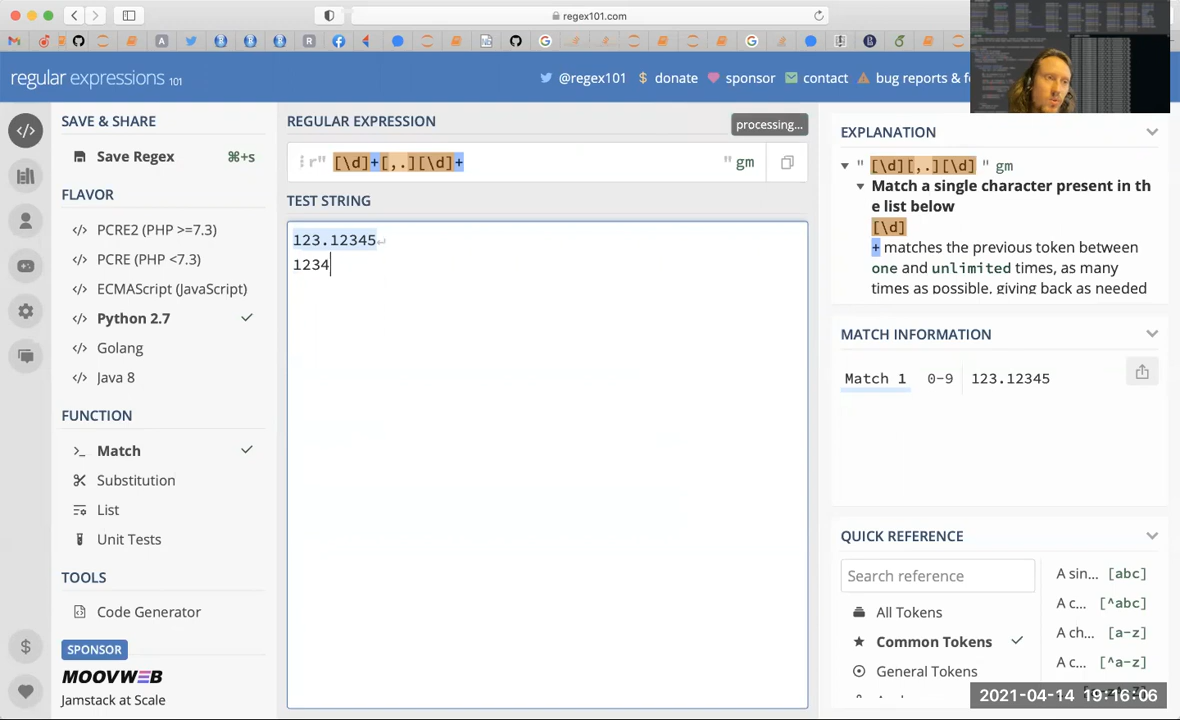 regex101.com
regular expressions 101
@regex101
$ donate
sponsor
contact
bug reports & fe
SAVE & SHARE
Save Regex
⌘+s
FLAVOR
</> PCRE2 (PHP >=7.3)
</> PCRE (PHP <7.3)
</> ECMAScript (JavaScript)
</> Python 2.7
</> Golang
</> Java 8
FUNCTION
>_ Match
Substitution
List
Unit Tests
TOOLS
Code Generator
SPONSOR
MOOVWEB
Jamstack at Scale
REGULAR EXPRESSION
processing...
r" [\d]+[,.][\d]+ " gm
TEST STRING
123.12345
1234
EXPLANATION
" [\d][,.][\d] " gm
Match a single character present in th
e list below
[\d]
+ matches the previous token between
one and unlimited times, as many
times as possible, giving back as needed
MATCH INFORMATION
Match 1 0-9 123.12345
QUICK REFERENCE
Search reference
All Tokens
Common Tokens
General Tokens
A sin... [abc]
A c... [^abc]
A ch... [a-z]
A c... [^a-z]
2021-04-14 19:16:06